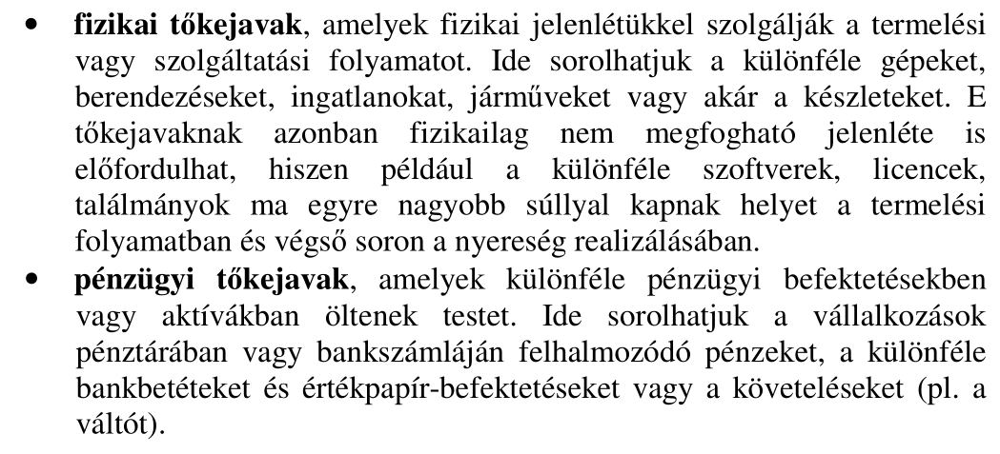 • fizikai tőkejavak, amelyek fizikai jelenlétükkel szolgálják a termelési
vagy szolgáltatási folyamatot. Ide sorolhatjuk a különféle gépeket,
berendezéseket, ingatlanokat, járműveket vagy akár a készleteket. E
tőkejavaknak azonban fizikailag nem megfogható jelenléte is
előfordulhat, hiszen például a különféle szoftverek, licencek,
találmányok ma egyre nagyobb súllyal kapnak helyet a termelési
folyamatban és végső soron a nyereség realizálásában.
• pénzügyi tőkejavak, amelyek különféle pénzügyi befektetésekben
vagy aktívákban öltenek testet. Ide sorolhatjuk a vállalkozások
pénztárában vagy bankszámláján felhalmozódó pénzeket, a különféle
bankbetéteket és értékpapír-befektetéseket vagy a követeléseket (pl. a
váltót).